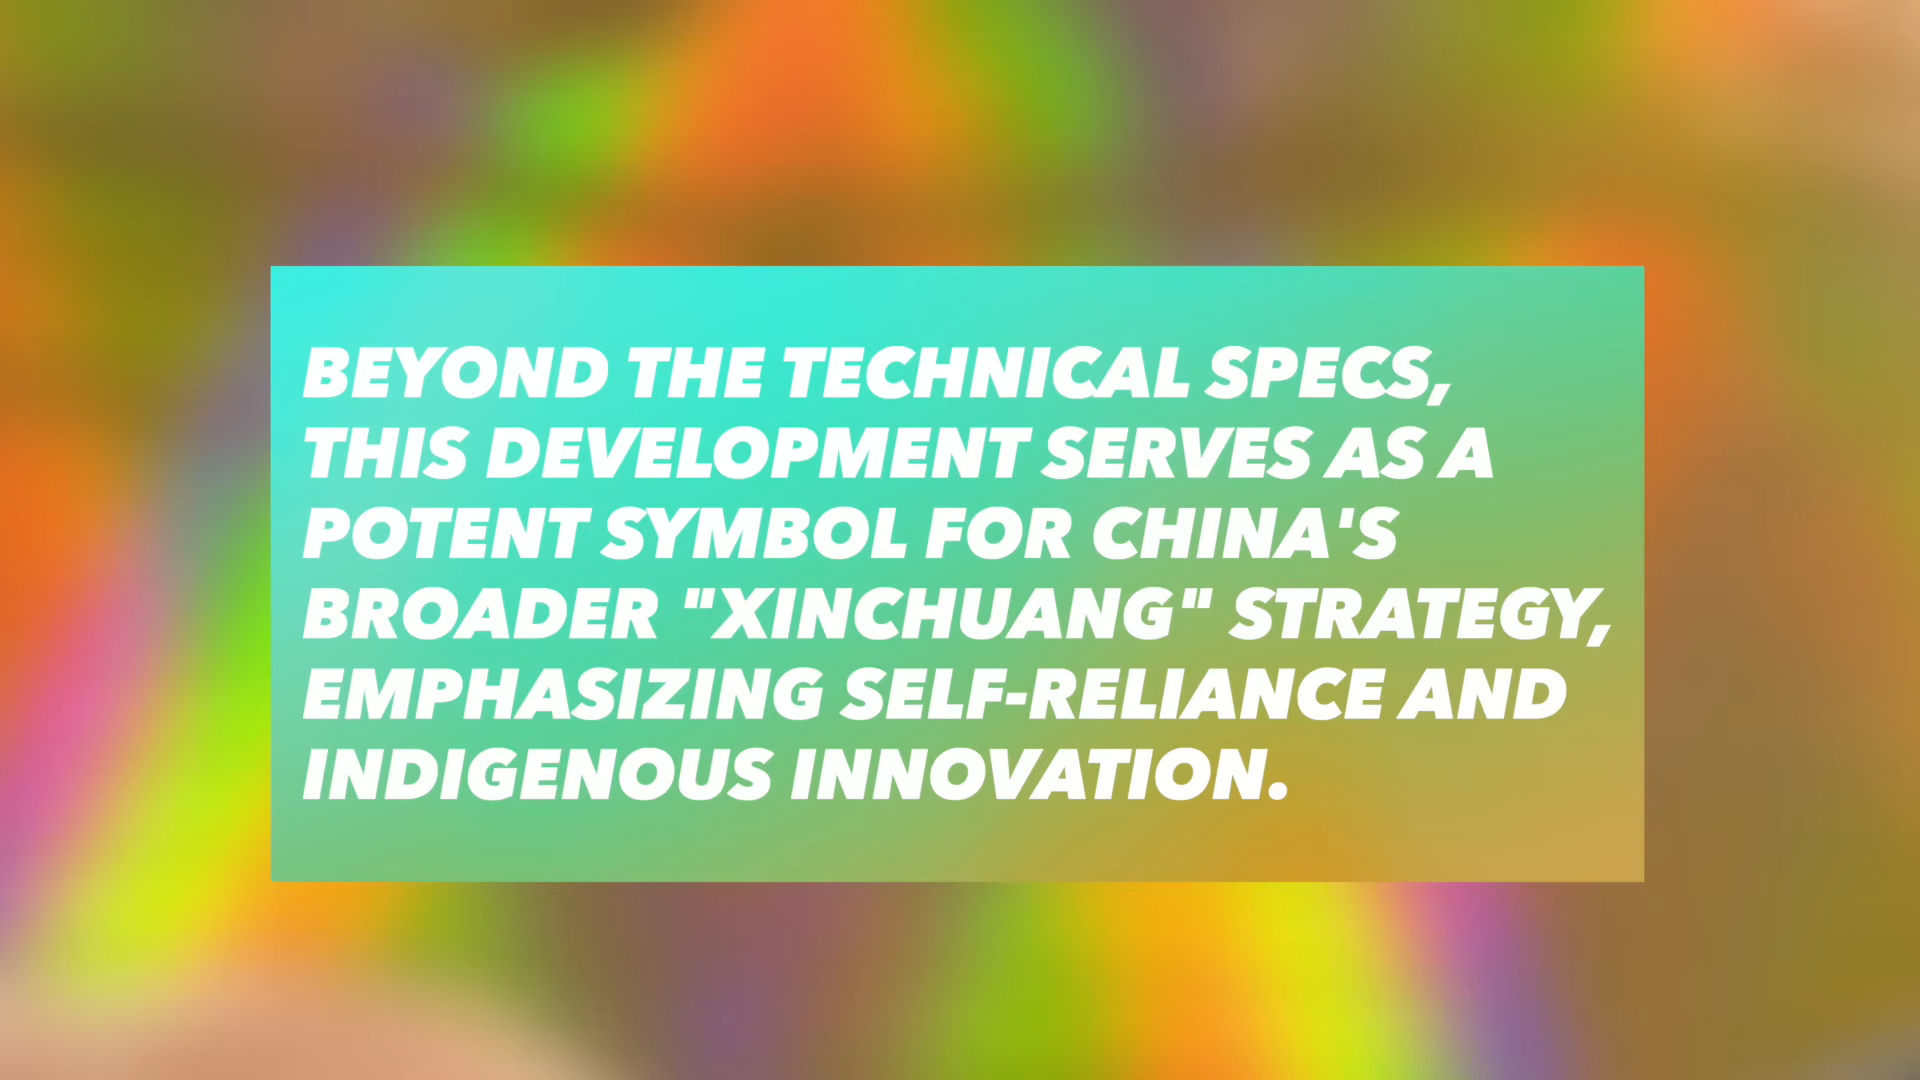 BEYOND THE TECHNICAL SPECS,
THIS DEVELOPMENT SERVES AS A
POTENT SYMBOL FOR CHINA'S
BROADER "XINCHUANG" STRATEGY,
EMPHASIZING SELF-RELIANCE AND
INDIGENOUS INNOVATION.